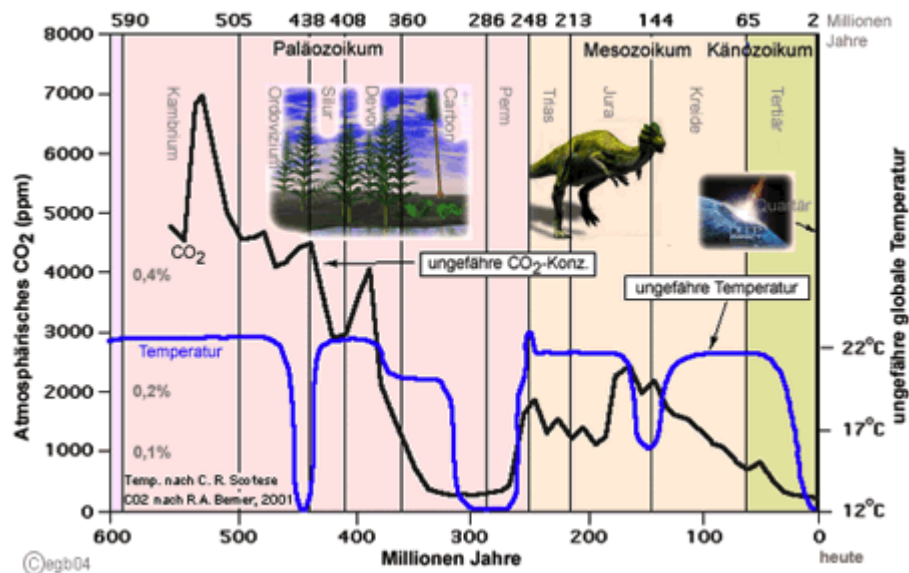 590 505 438 408 360 286 248 213 144 65 2 Millionen
Jahre
8000
7000
6000
5000
4000
3000
2000
1000
0
Atmosphärisches CO2 (ppm)
Paläozoikum
Mesozoikum
Känozoikum
Kambrium
Ordovizium
Silur
Devon
Carbon
Perm
Trias
Jura
Kreide
Tertiär
Quartär
CO2
ungefähre CO2-Konz.
ungefähre Temperatur
0,4%
Temperatur
0,2%
0,1%
Temp. nach C. R. Scotese
CO2 nach R.A. Berner, 2001
22°C
17°C
12°C
ungefähre globale Temperatur
600 500 400 300 200 100 0
Millionen Jahre
heute
©egb04